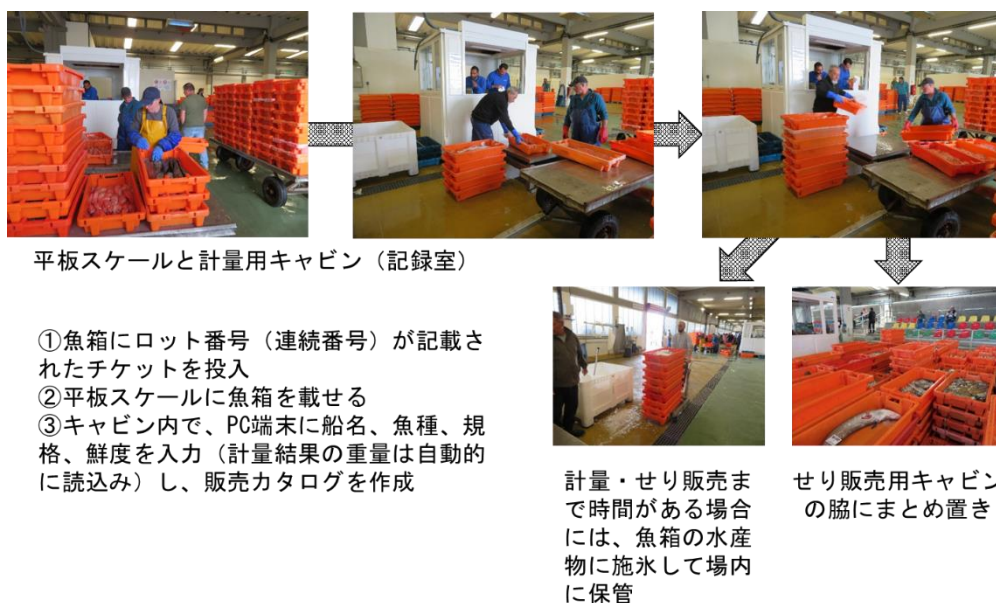 平板スケールと計量用キャビン（記録室）
①魚箱にロット番号（連続番号）が記載さ
れたチケットを投入
②平板スケールに魚箱を載せる
③キャビン内で、PC端末に船名、魚種、規
格、鮮度を入力（計量結果の重量は自動的
に読込み）し、販売カタログを作成
計量・せり販売ま
で時間がある場合
には、魚箱の水産
物に施氷して場内
に保管
せり販売用キャビン
の脇にまとめ置き